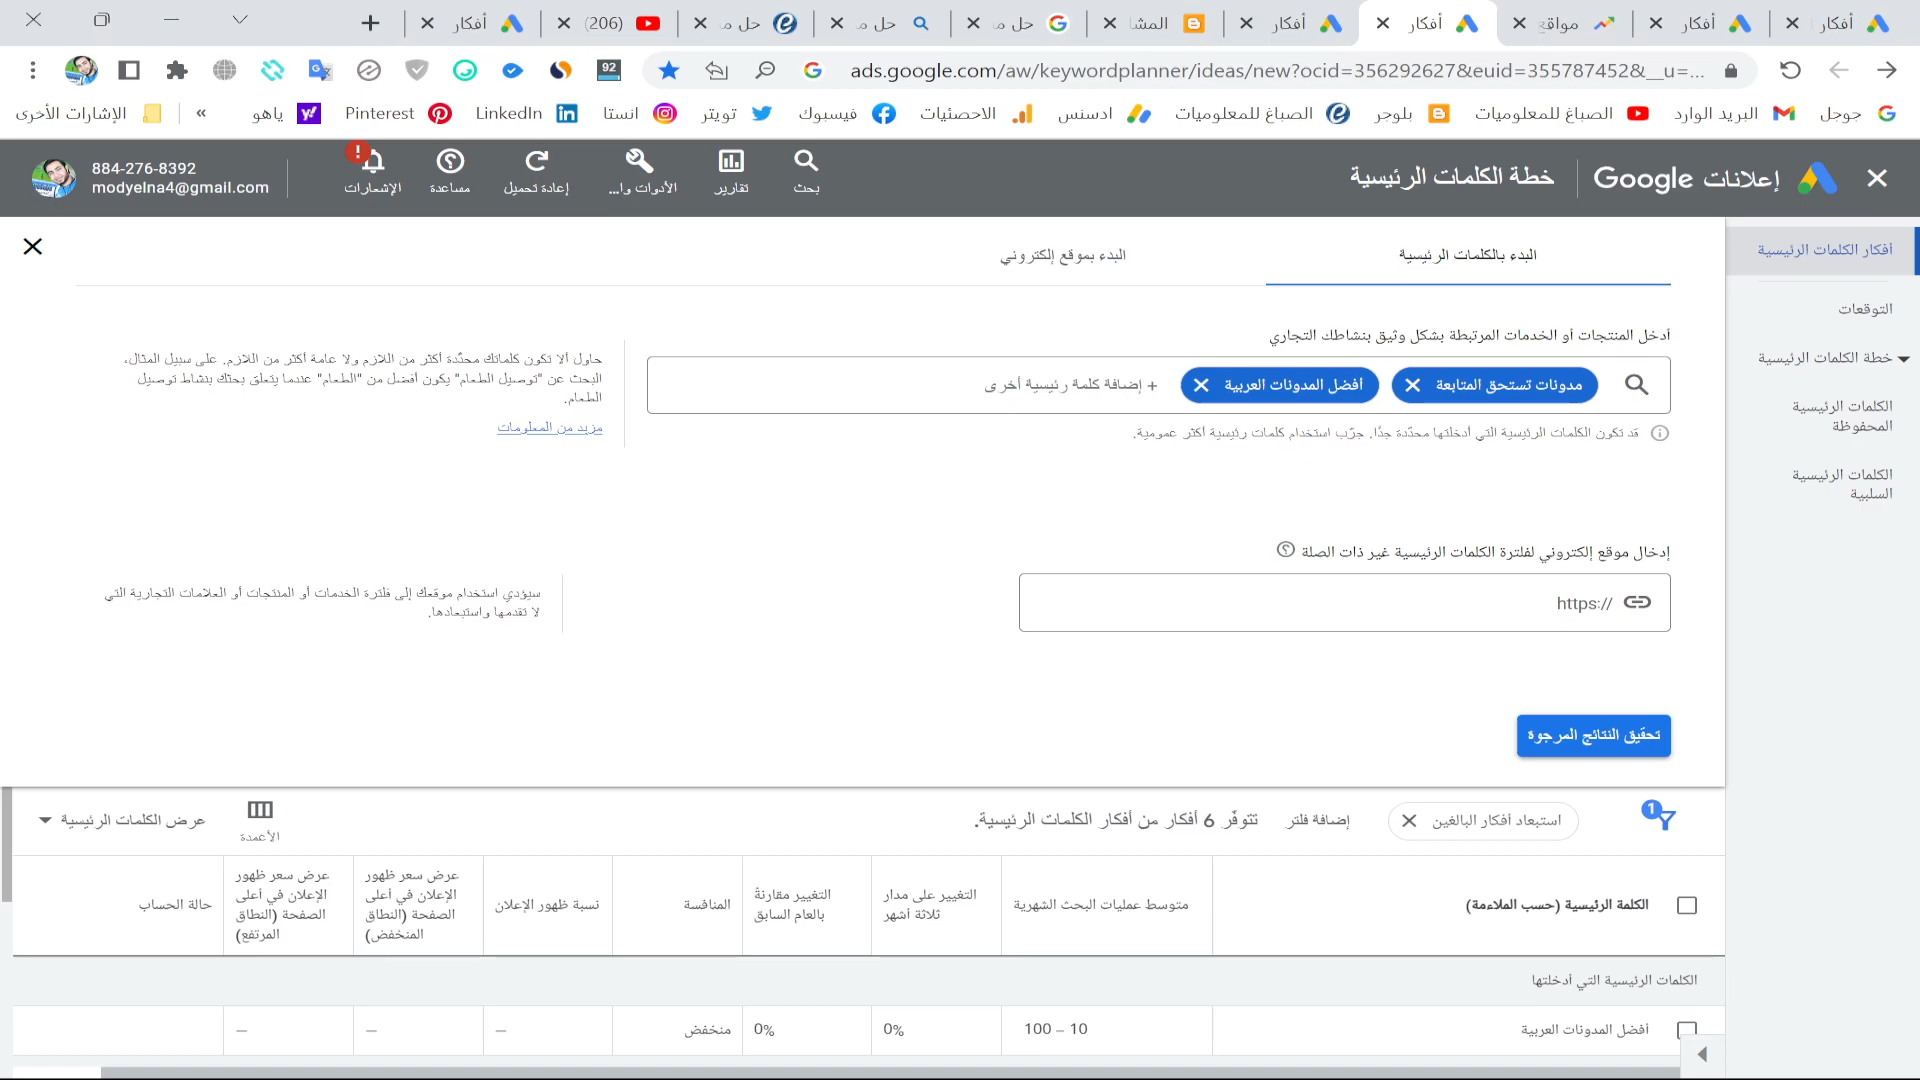 أفكار
أفكار
مواقع
أفكار
أفكار
المشا
حل م
حل م
حل م
(206)
أفكار
ads.google.com/aw/keywordplanner/ideas/new?ocid=356292627&euid=355787452&__u=...
92
جوجل
البريد الوارد
الصباغ للمعلوميات
بلوجر
الصباغ للمعلوميات
ادسنس
الاحصئيات
فيسبوك
تويتر
انستا
LinkedIn
Pinterest
ياهو
»
الإشارات الأخرى
إعلانات Google
خطة الكلمات الرئيسية
بحث
تقارير
الأدوات وا...
إعادة تحميل
مساعدة
الإشعارات
884-276-8392
modyelna4@gmail.com
أفكار الكلمات الرئيسية
التوقعات
خطة الكلمات الرئيسية
الكلمات الرئيسية
المحفوظة
الكلمات الرئيسية
السلبية
البدء بالكلمات الرئيسية
البدء بموقع إلكتروني
أدخل المنتجات أو الخدمات المرتبطة بشكل وثيق بنشاطك التجاري
مدونات تستحق المتابعة
أفضل المدونات العربية
+ إضافة كلمة رئيسية أخرى
قد تكون الكلمات الرئيسية التي أدخلتها محدّدة جدًا. جرّب استخدام كلمات رئيسية أكثر عمومية.
حاول ألا تكون كلماتك محدّدة أكثر من اللازم ولا عامة أكثر من اللازم. على سبيل المثال،
البحث عن "توصيل الطعام" يكون أفضل من "الطعام" عندما يتعلق بحثك بنشاط توصيل
الطعام.
مزيد من المعلومات
إدخال موقع إلكتروني لفلترة الكلمات الرئيسية غير ذات الصلة
https://
سيؤدي استخدام موقعك إلى فلترة الخدمات أو المنتجات أو العلامات التجارية التي
لا تقدمها واستبعادها.
تحقيق النتائج المرجوة
1
استبعاد أفكار البالغين
إضافة فلتر
تتوفّر 6 أفكار من أفكار الكلمات الرئيسية.
الأعمدة
عرض الكلمات الرئيسية
الكلمة الرئيسية (حسب الملاءمة)
متوسط عمليات البحث الشهرية
التغيير على مدار
ثلاثة أشهر
التغيير مقارنةً
بالعام السابق
المنافسة
نسبة ظهور الإعلان
عرض سعر ظهور
الإعلان في أعلى
الصفحة (النطاق
المنخفض)
عرض سعر ظهور
الإعلان في أعلى
الصفحة (النطاق
المرتفع)
حالة الحساب
الكلمات الرئيسية التي أدخلتها
أفضل المدونات العربية
10 – 100
0%
0%
منخفض
—
—
—